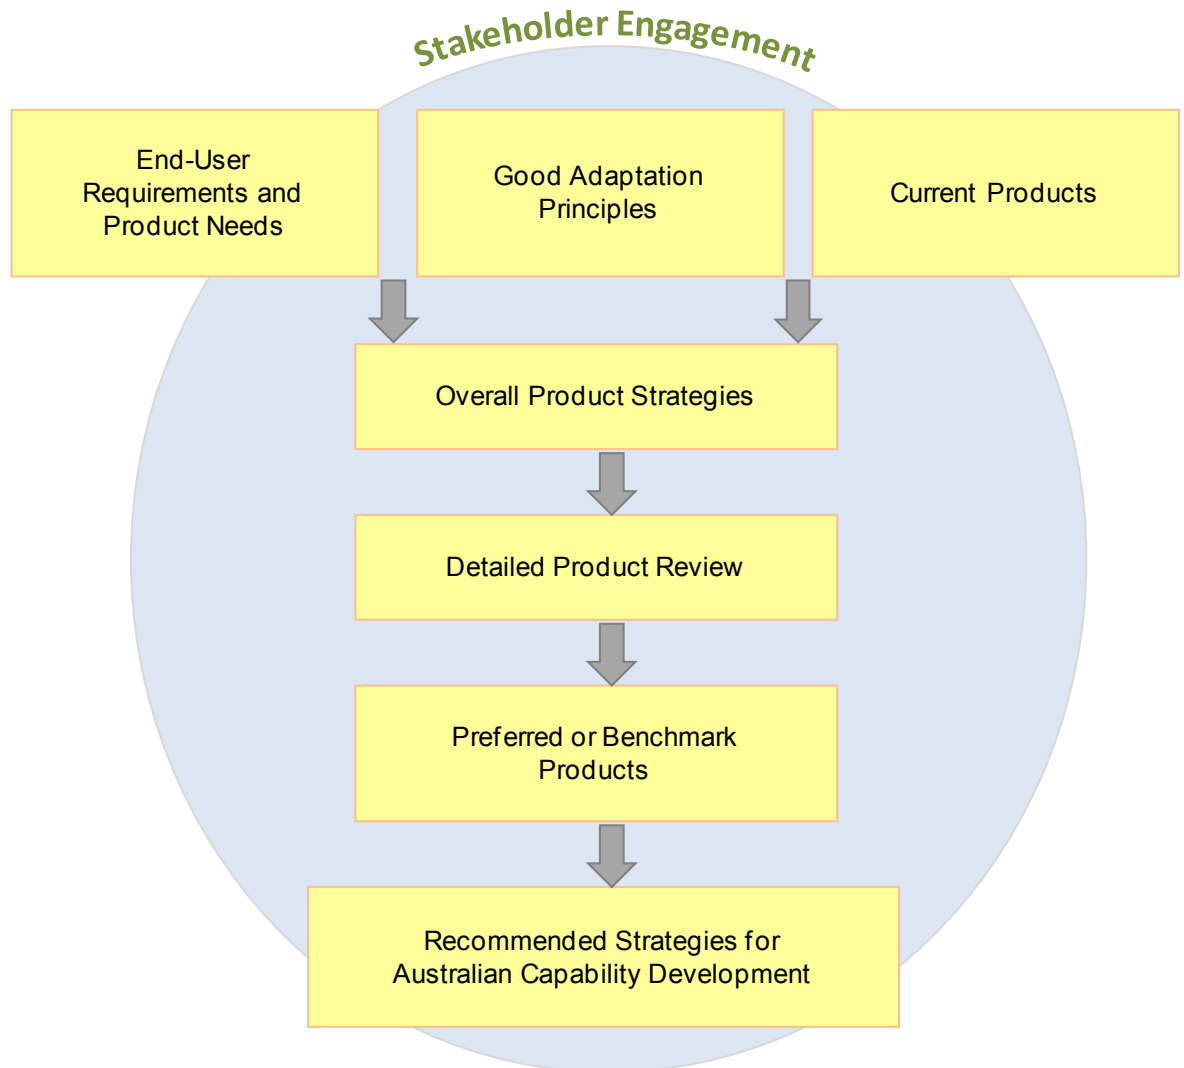 Stakeholder Engagement
End-User
Requirements and
Product Needs
Good Adaptation
Principles
Current Products
Overall Product Strategies
Detailed Product Review
Preferred or Benchmark
Products
Recommended Strategies for
Australian Capability Development